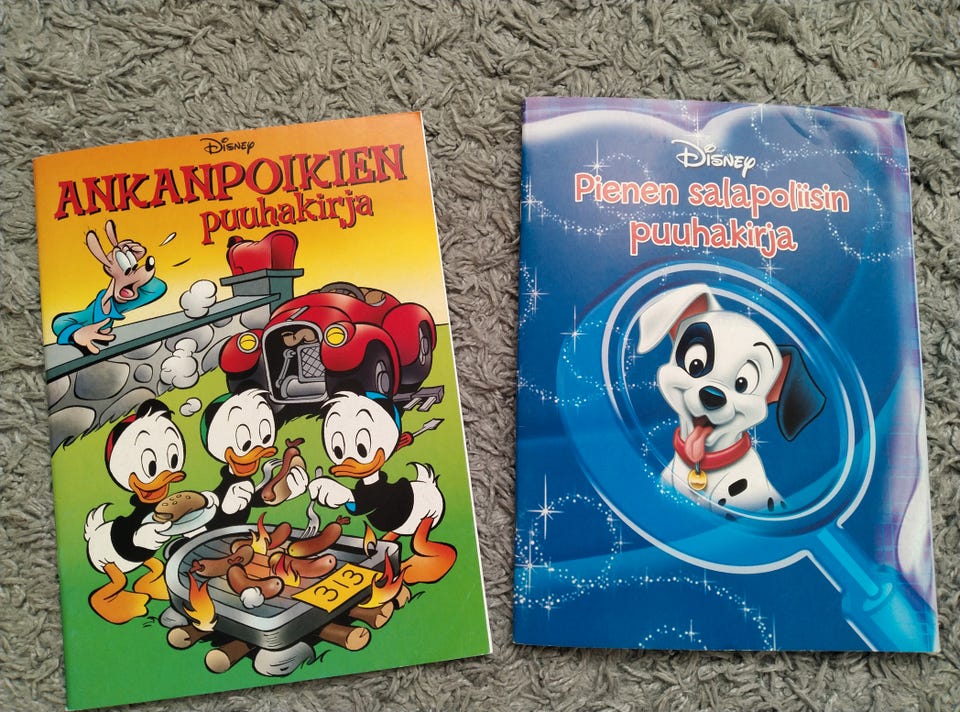 Disney
ANKANPOIKIEN
puuhakirja
313
Disney
Pienen salapoliisin
puuhakirja